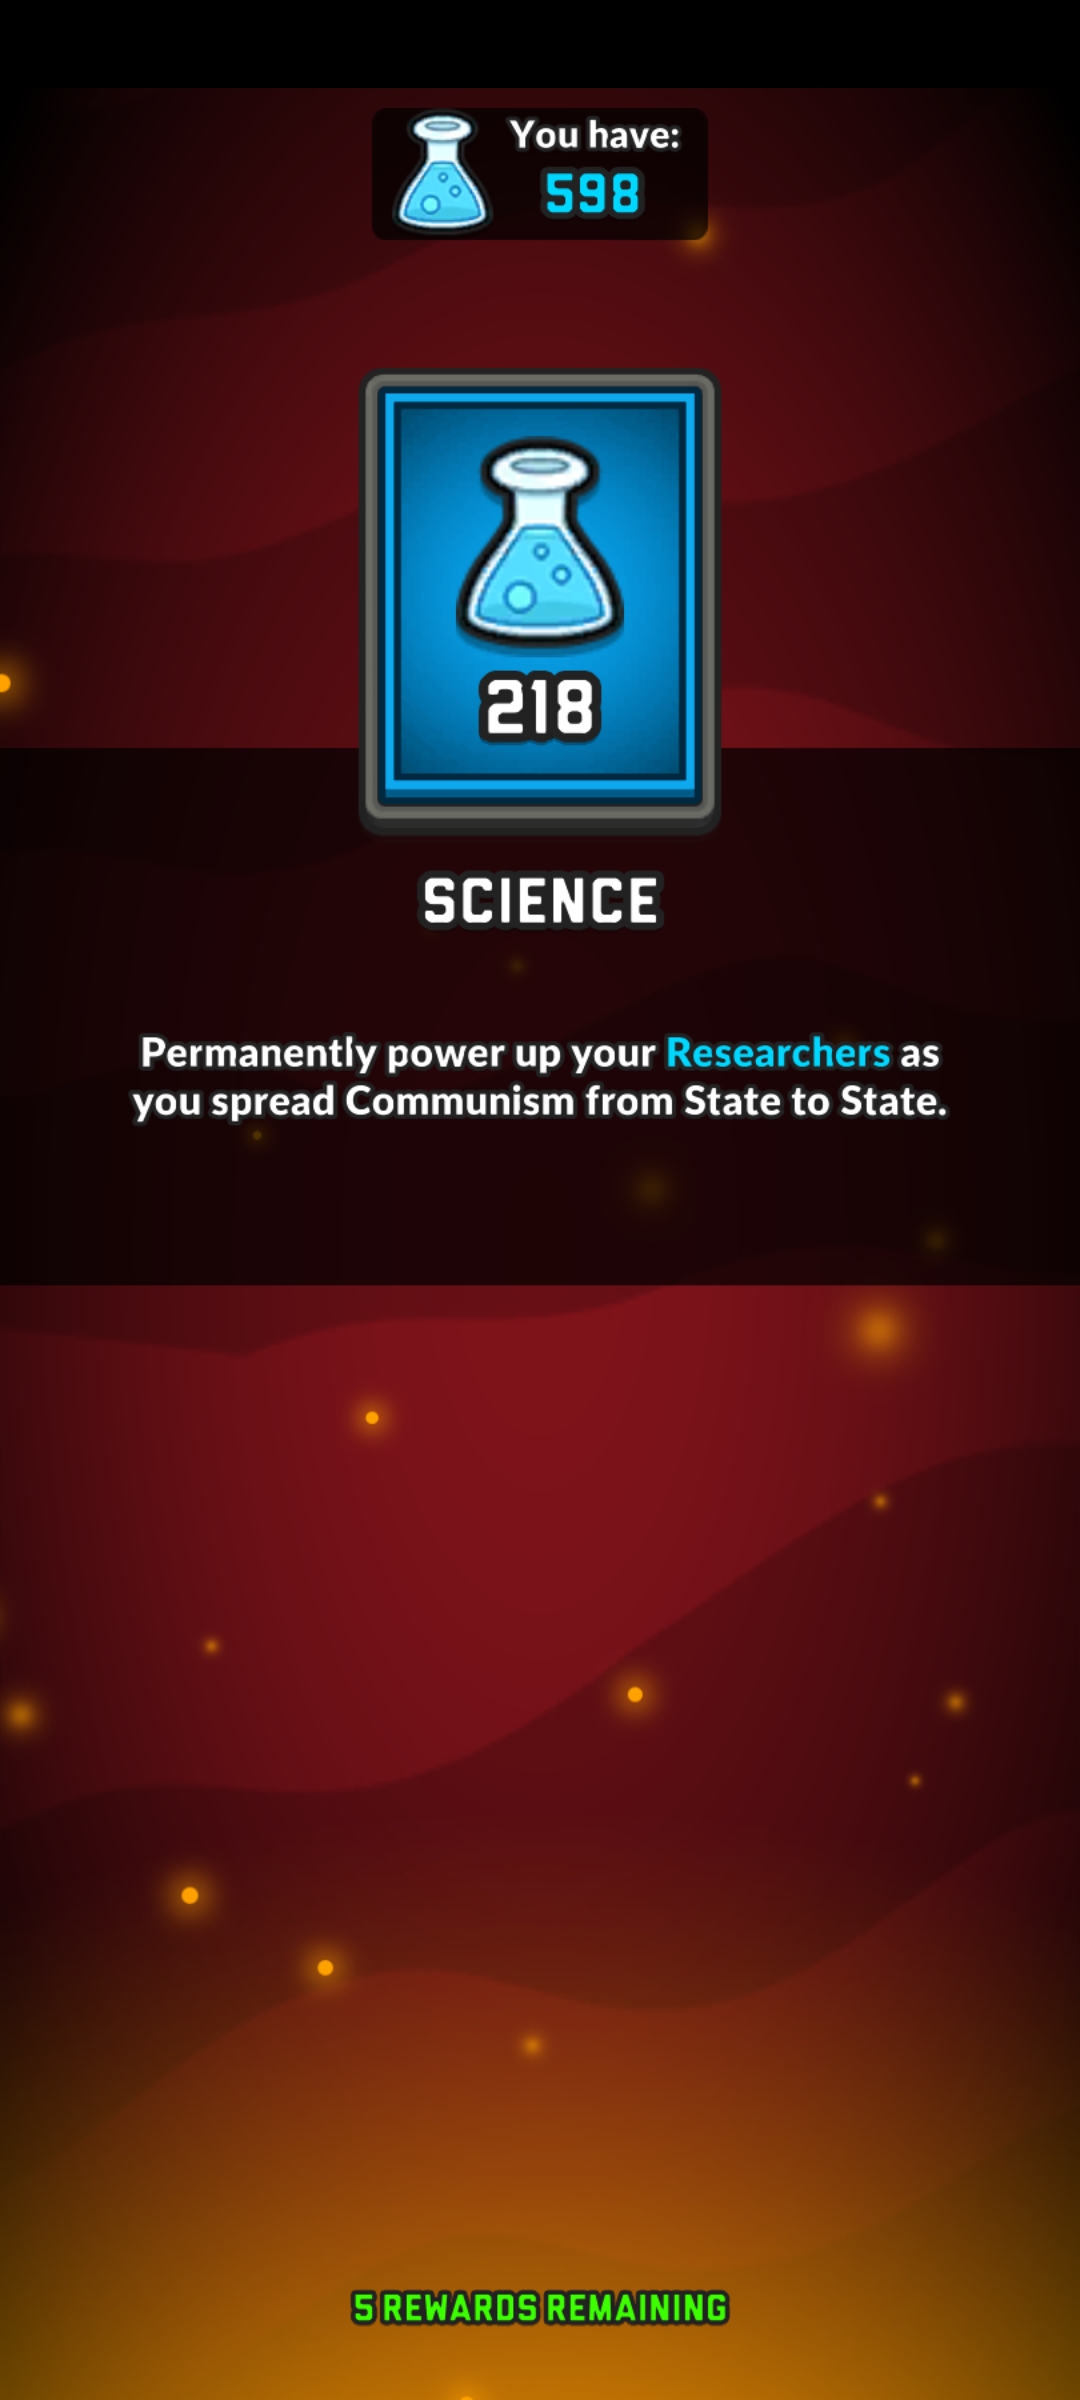 You have:
598
218
SCIENCE
Permanently power up your Researchers as
you spread Communism from State to State.
5 REWARDS REMAINING